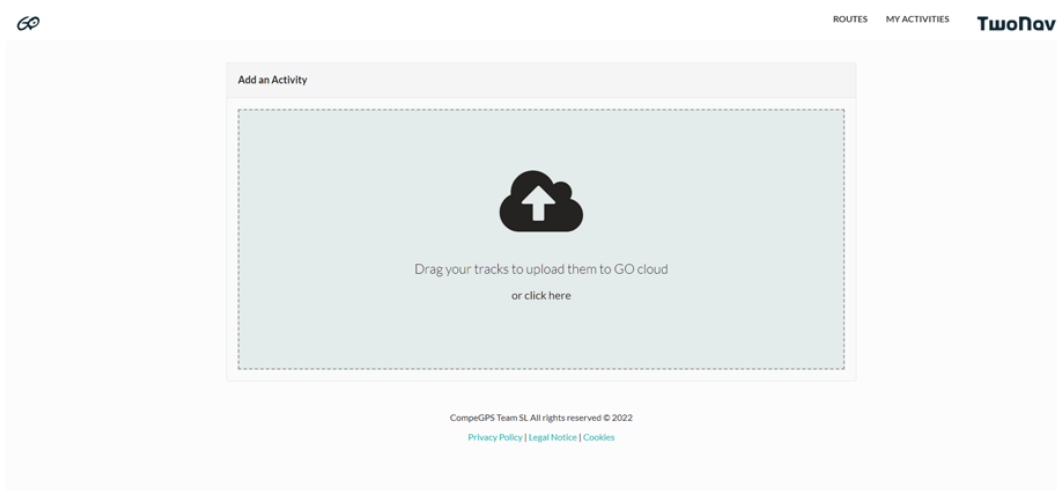 GO
ROUTES MY ACTIVITIES TwoNav
Add an Activity
Drag your tracks to upload them to GO cloud
or click here
CompeGPS Team SL All rights reserved © 2022
Privacy Policy | Legal Notice | Cookies